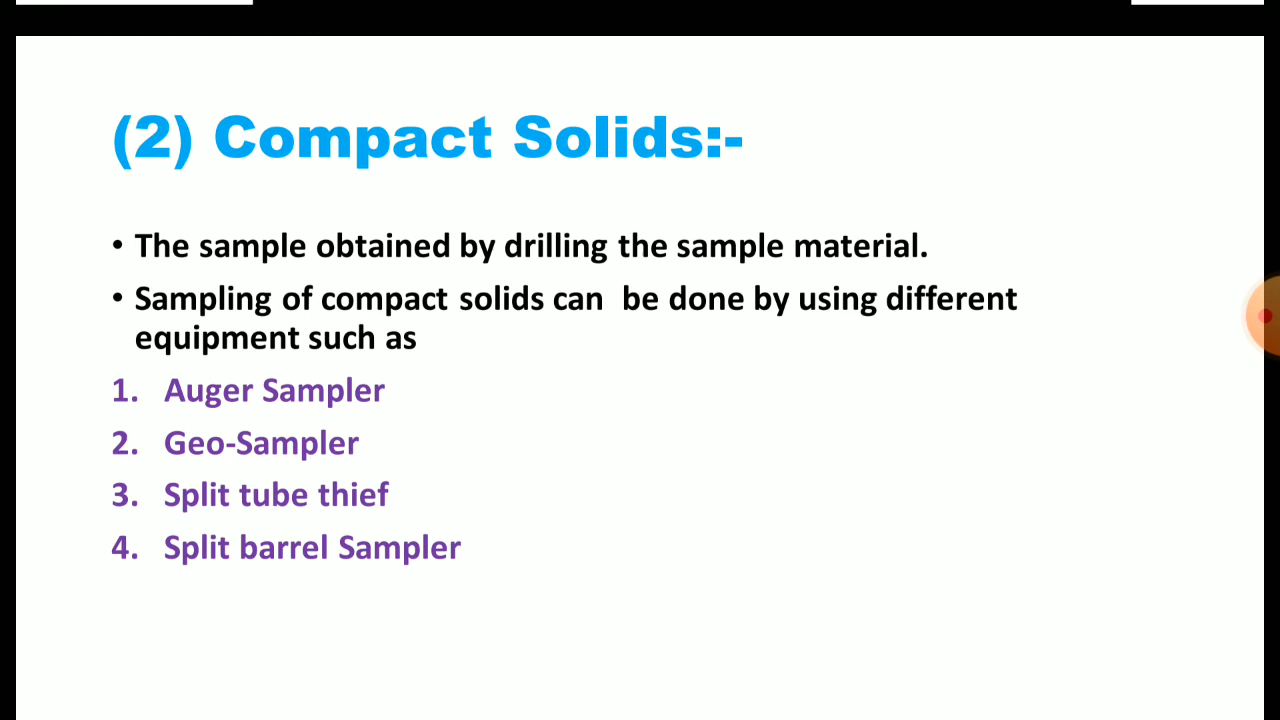 (2) Compact Solids:-
• The sample obtained by drilling the sample material.
• Sampling of compact solids can be done by using different
equipment such as
1. Auger Sampler
2. Geo-Sampler
3. Split tube thief
4. Split barrel Sampler